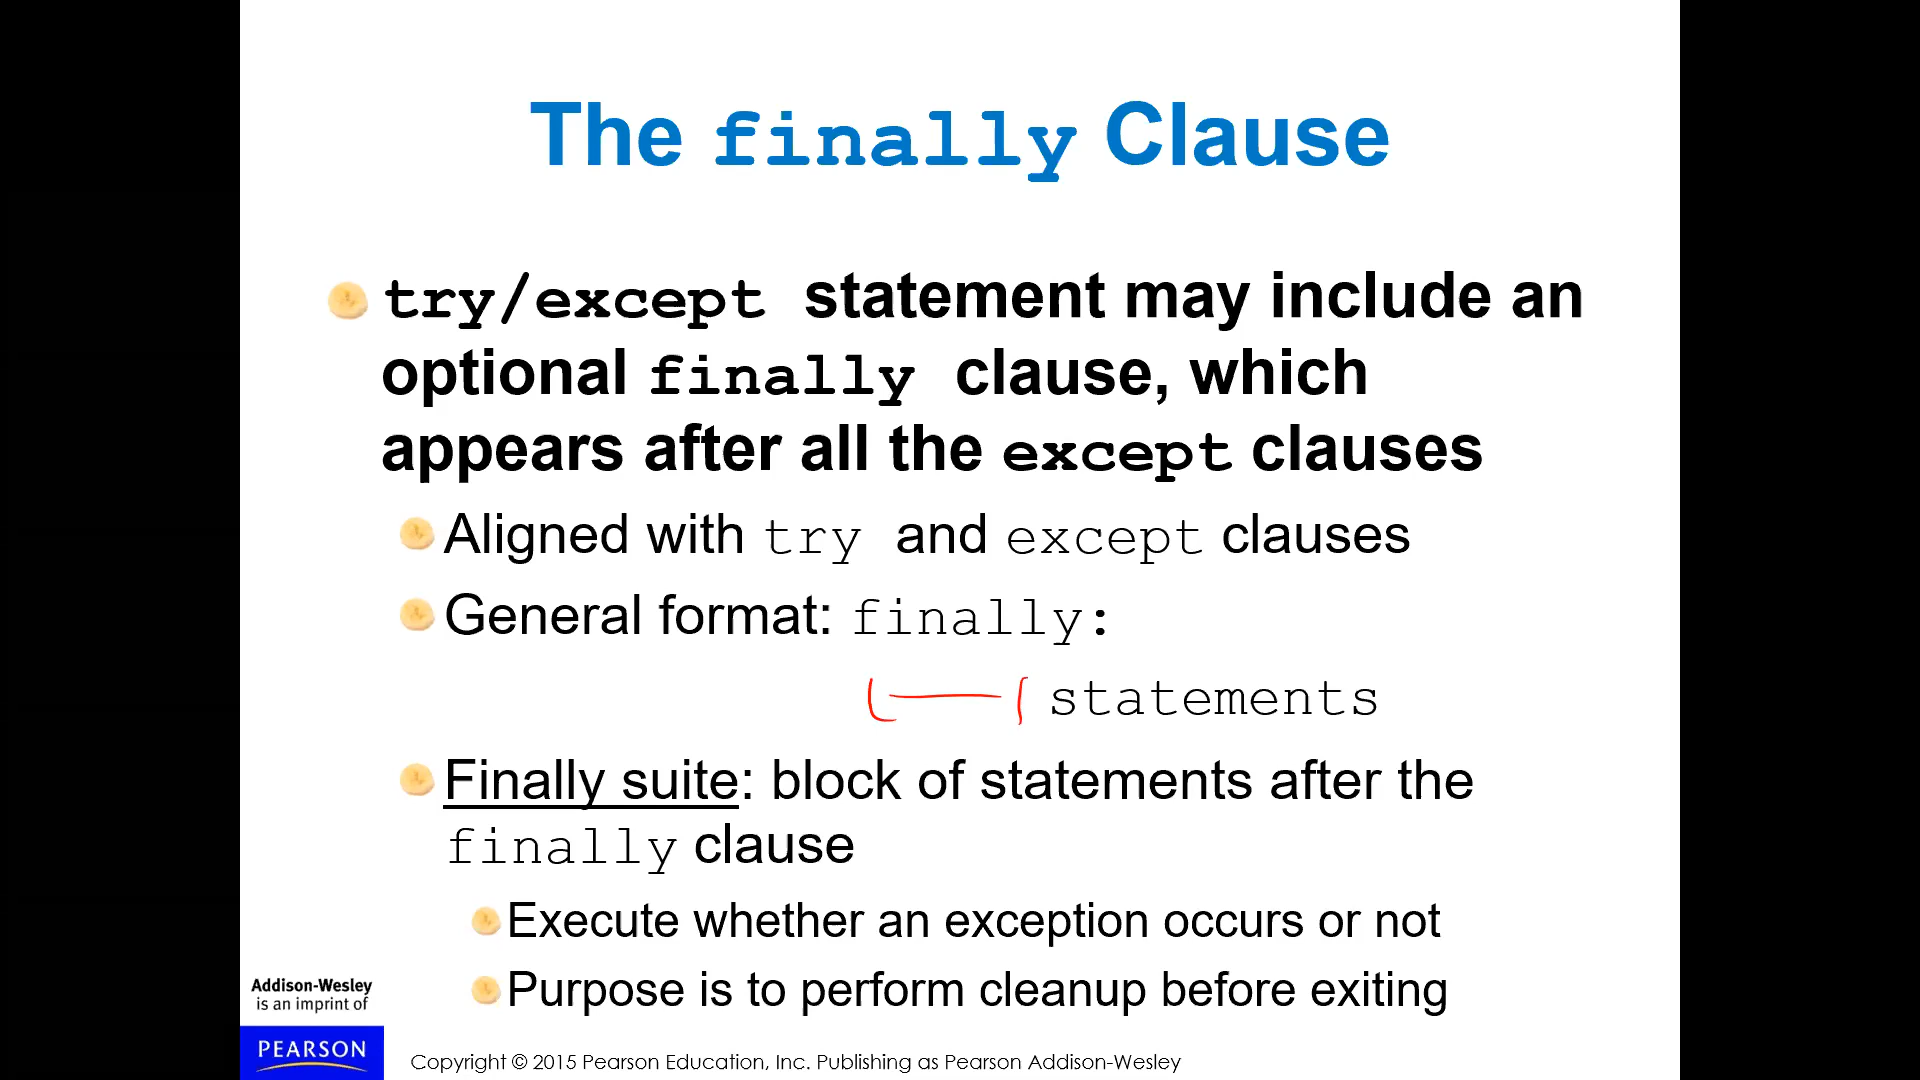 The finally Clause
try/except statement may include an
optional finally clause, which
appears after all the except clauses
Aligned with try and except clauses
General format: finally:
statements
Finally suite: block of statements after the
finally clause
Execute whether an exception occurs or not
Purpose is to perform cleanup before exiting
Addison-Wesley
is an imprint of
PEARSON
Copyright © 2015 Pearson Education, Inc. Publishing as Pearson Addison-Wesley